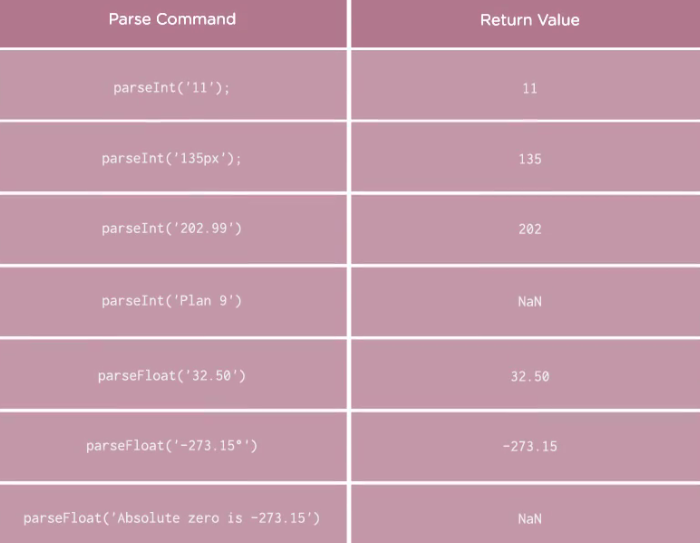 Parse Command Return Value
parseInt('11'); 11
parseInt('135px'); 135
parseInt('202.99') 202
parseInt('Plan 9') NaN
parseFloat('32.50') 32.50
parseFloat('-273.15°') -273.15
parseFloat('Absolute zero is -273.15') NaN